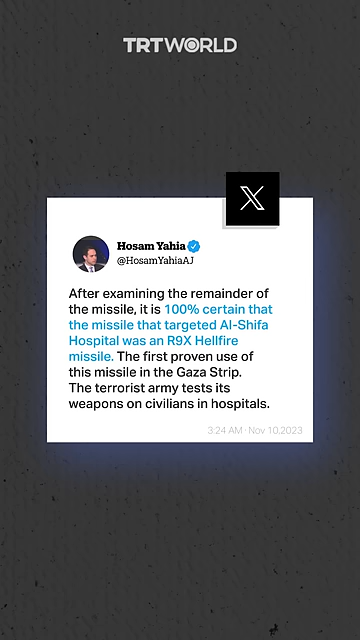 TRTWORLD
Hosam Yahia
@HosamYahiaAJ
After examining the remainder of
the missile, it is 100% certain that
the missile that targeted Al-Shifa
Hospital was an R9X Hellfire
missile. The first proven use of
this missile in the Gaza Strip.
The terrorist army tests its
weapons on civilians in hospitals.
3:24 AM · Nov 10,2023